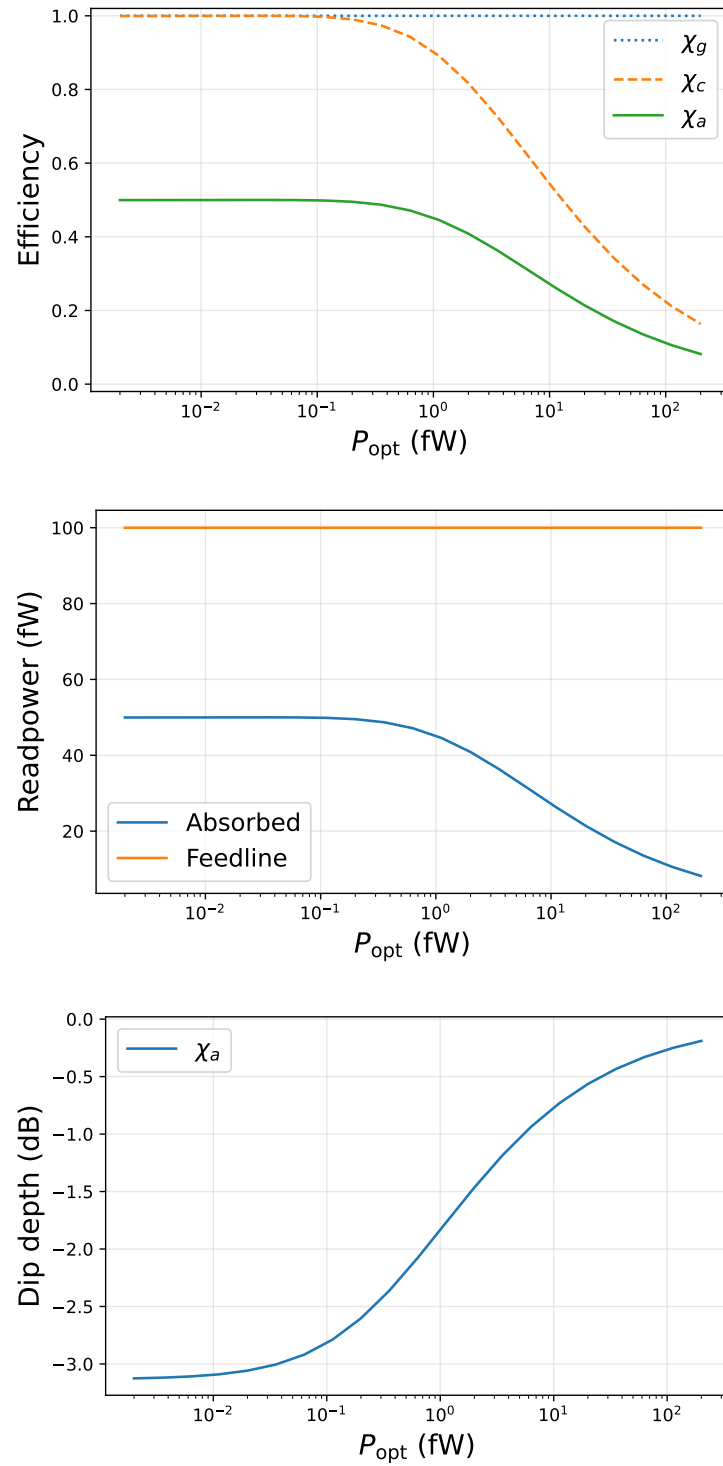 1.0
0.8
0.6
0.4
0.2
0.0
Efficiency
χg
χc
χa
10⁻² 10⁻¹ 10⁰ 10¹ 10²
Popt (fW)
100
80
60
40
20
Readpower (fW)
Absorbed
Feedline
10⁻² 10⁻¹ 10⁰ 10¹ 10²
Popt (fW)
0.0
−0.5
−1.0
−1.5
−2.0
−2.5
−3.0
Dip depth (dB)
χa
10⁻² 10⁻¹ 10⁰ 10¹ 10²
Popt (fW)